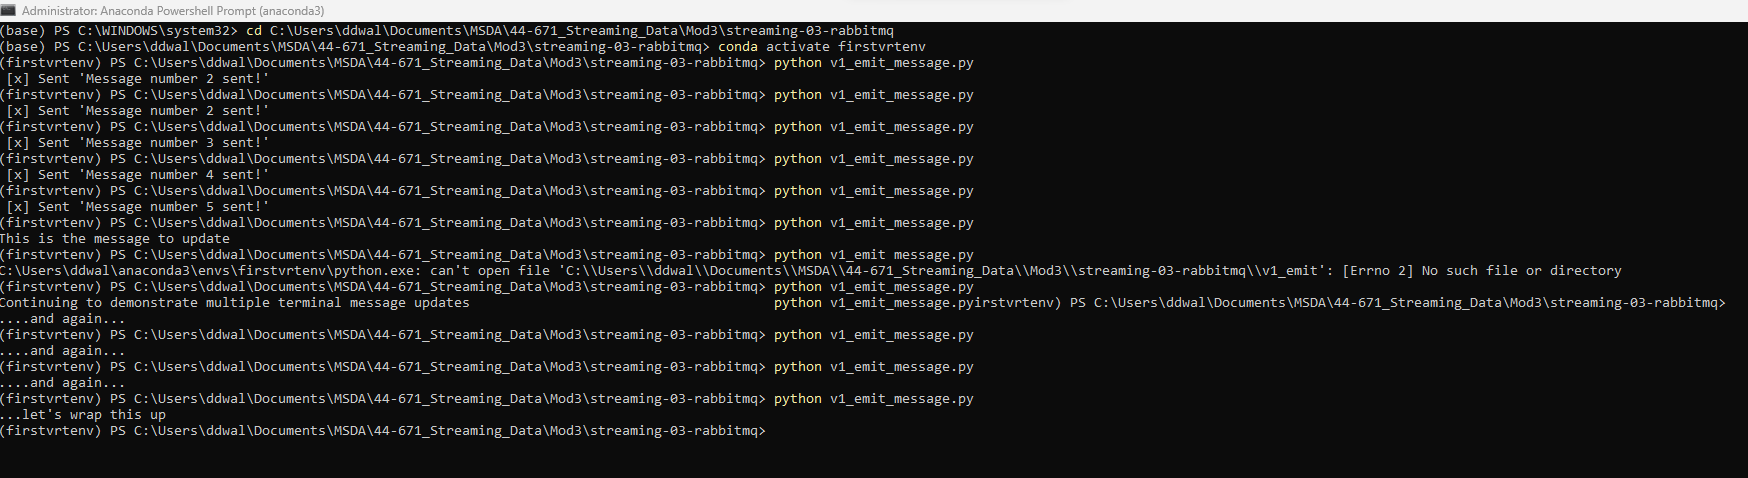 Administrator: Anaconda Powershell Prompt (anaconda3)
(base) PS C:\WINDOWS\system32> cd C:\Users\ddwal\Documents\MSDA\44-671_Streaming_Data\Mod3\streaming-03-rabbitmq
(base) PS C:\Users\ddwal\Documents\MSDA\44-671_Streaming_Data\Mod3\streaming-03-rabbitmq> conda activate firstvrtenv
(firstvrtenv) PS C:\Users\ddwal\Documents\MSDA\44-671_Streaming_Data\Mod3\streaming-03-rabbitmq> python v1_emit_message.py
 [x] Sent 'Message number 2 sent!'
(firstvrtenv) PS C:\Users\ddwal\Documents\MSDA\44-671_Streaming_Data\Mod3\streaming-03-rabbitmq> python v1_emit_message.py
 [x] Sent 'Message number 2 sent!'
(firstvrtenv) PS C:\Users\ddwal\Documents\MSDA\44-671_Streaming_Data\Mod3\streaming-03-rabbitmq> python v1_emit_message.py
 [x] Sent 'Message number 3 sent!'
(firstvrtenv) PS C:\Users\ddwal\Documents\MSDA\44-671_Streaming_Data\Mod3\streaming-03-rabbitmq> python v1_emit_message.py
 [x] Sent 'Message number 4 sent!'
(firstvrtenv) PS C:\Users\ddwal\Documents\MSDA\44-671_Streaming_Data\Mod3\streaming-03-rabbitmq> python v1_emit_message.py
 [x] Sent 'Message number 5 sent!'
(firstvrtenv) PS C:\Users\ddwal\Documents\MSDA\44-671_Streaming_Data\Mod3\streaming-03-rabbitmq> python v1_emit_message.py
This is the message to update
(firstvrtenv) PS C:\Users\ddwal\Documents\MSDA\44-671_Streaming_Data\Mod3\streaming-03-rabbitmq> python v1_emit message.py
C:\Users\ddwal\anaconda3\envs\firstvrtenv\python.exe: can't open file 'C:\\Users\\ddwal\\Documents\\MSDA\\44-671_Streaming_Data\\Mod3\\streaming-03-rabbitmq\\v1_emit': [Errno 2] No such file or directory
(firstvrtenv) PS C:\Users\ddwal\Documents\MSDA\44-671_Streaming_Data\Mod3\streaming-03-rabbitmq> python v1_emit_message.py
Continuing to demonstrate multiple terminal message updates                                      python v1_emit_message.pyirstvrtenv) PS C:\Users\ddwal\Documents\MSDA\44-671_Streaming_Data\Mod3\streaming-03-rabbitmq>
....and again...
(firstvrtenv) PS C:\Users\ddwal\Documents\MSDA\44-671_Streaming_Data\Mod3\streaming-03-rabbitmq> python v1_emit_message.py
....and again...
(firstvrtenv) PS C:\Users\ddwal\Documents\MSDA\44-671_Streaming_Data\Mod3\streaming-03-rabbitmq> python v1_emit_message.py
....and again...
(firstvrtenv) PS C:\Users\ddwal\Documents\MSDA\44-671_Streaming_Data\Mod3\streaming-03-rabbitmq> python v1_emit_message.py
...let's wrap this up
(firstvrtenv) PS C:\Users\ddwal\Documents\MSDA\44-671_Streaming_Data\Mod3\streaming-03-rabbitmq>